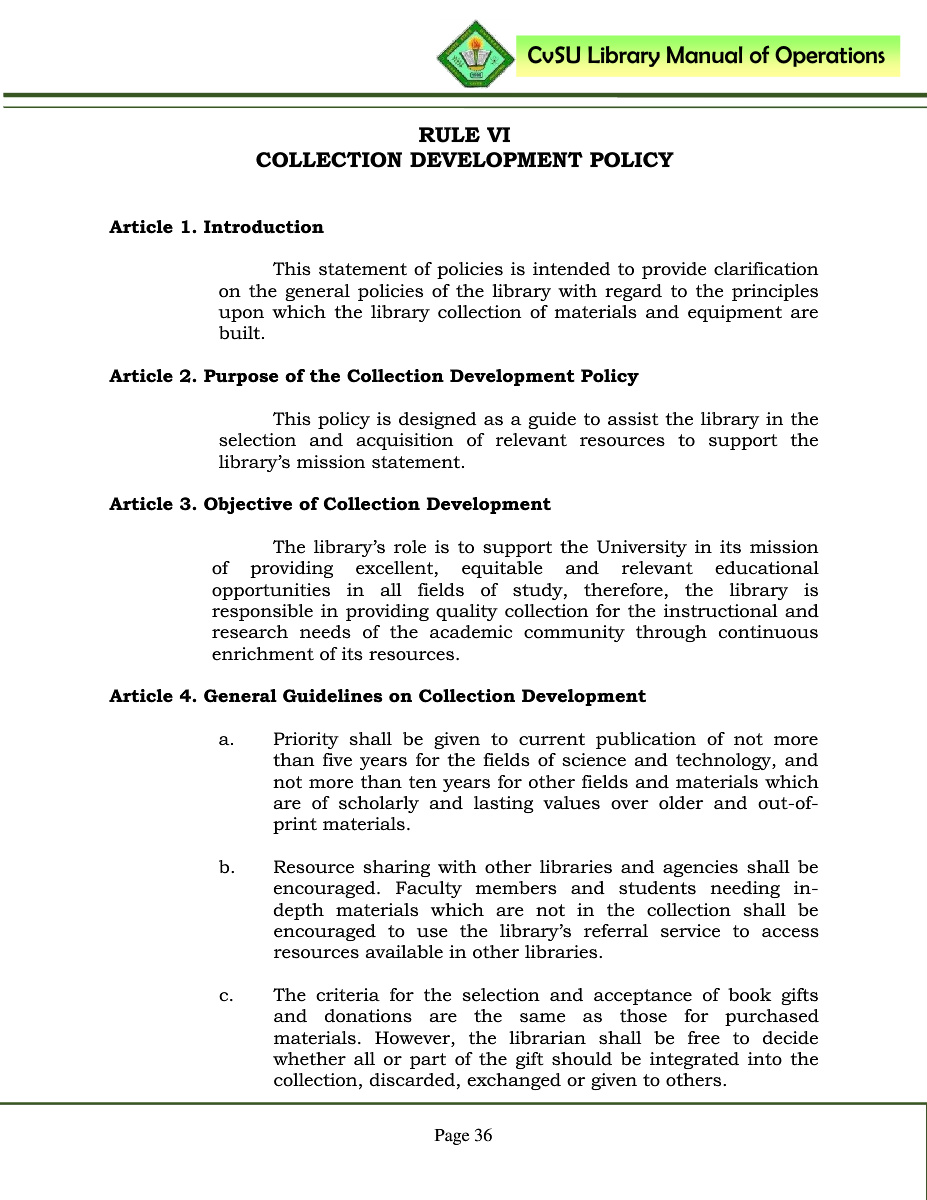 CvSU Library Manual of Operations
RULE VI
COLLECTION DEVELOPMENT POLICY
Article 1. Introduction
This statement of policies is intended to provide clarification
on the general policies of the library with regard to the principles
upon which the library collection of materials and equipment are
built.
Article 2. Purpose of the Collection Development Policy
This policy is designed as a guide to assist the library in the
selection and acquisition of relevant resources to support the
library’s mission statement.
Article 3. Objective of Collection Development
The library’s role is to support the University in its mission
of providing excellent, equitable and relevant educational
opportunities in all fields of study, therefore, the library is
responsible in providing quality collection for the instructional and
research needs of the academic community through continuous
enrichment of its resources.
Article 4. General Guidelines on Collection Development
a. Priority shall be given to current publication of not more
than five years for the fields of science and technology, and
not more than ten years for other fields and materials which
are of scholarly and lasting values over older and out-of-
print materials.
b. Resource sharing with other libraries and agencies shall be
encouraged. Faculty members and students needing in-
depth materials which are not in the collection shall be
encouraged to use the library’s referral service to access
resources available in other libraries.
c. The criteria for the selection and acceptance of book gifts
and donations are the same as those for purchased
materials. However, the librarian shall be free to decide
whether all or part of the gift should be integrated into the
collection, discarded, exchanged or given to others.
Page 36